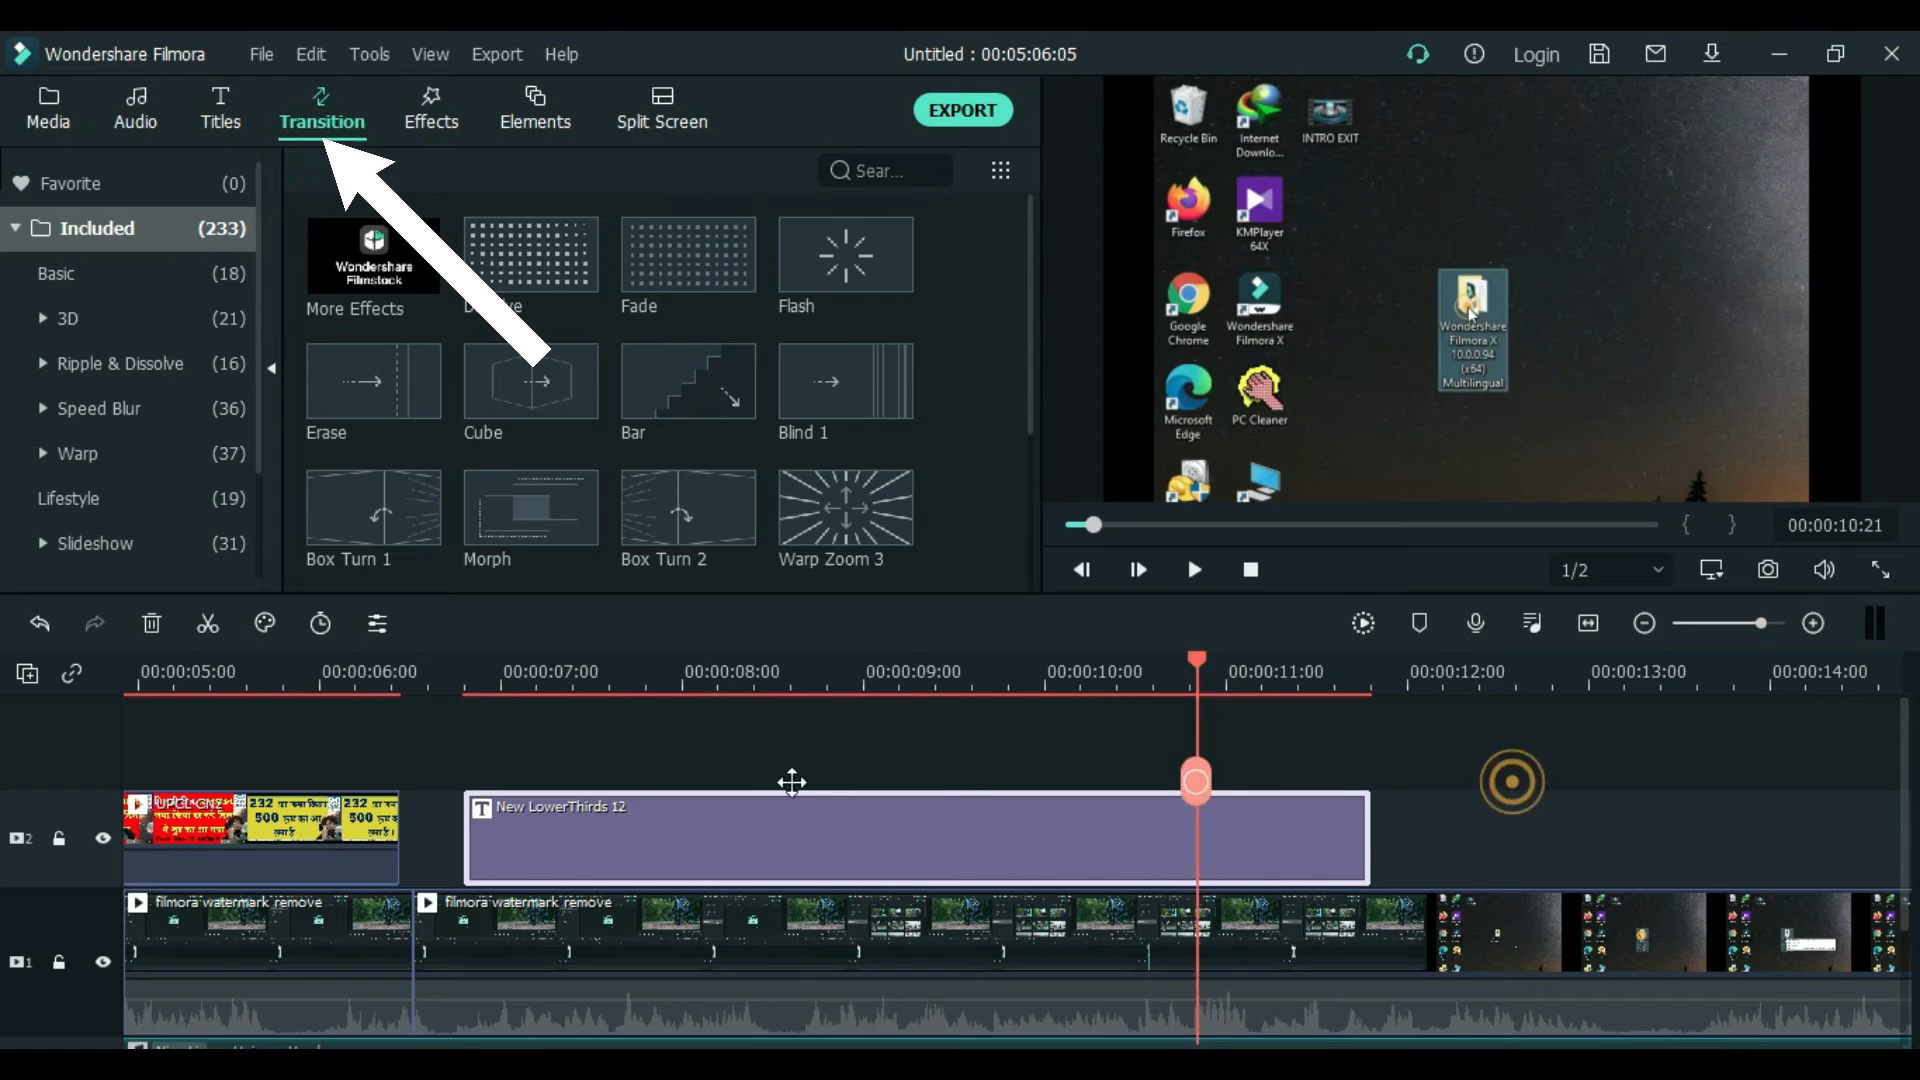 Wondershare Filmora File Edit Tools View Export Help Untitled : 00:05:06:05 Login
Media Audio Titles Transition Effects Elements Split Screen EXPORT
Favorite (0)
Included (233)
Basic (18)
3D (21)
Ripple & Dissolve (16)
Speed Blur (36)
Warp (37)
Lifestyle (19)
Slideshow (31)
Sear...
Wondershare
Filmstock
More Effects Fade Flash
Erase Cube Bar Blind 1
Box Turn 1 Morph Box Turn 2 Warp Zoom 3
Recycle Bin Internet
Downlo... INTRO EXIT
Firefox KMPlayer
64X
Google
Chrome Wondershare
Filmora X
Microsoft
Edge PC Cleaner
Wondershare
Filmora X
10.0.0.94
(x64)
Multilingual
{ } 00:00:10:21
1/2
00:00:05:00 00:00:06:00 00:00:07:00 00:00:08:00 00:00:09:00 00:00:10:00 00:00:11:00 00:00:12:00 00:00:13:00 00:00:14:00
T New LowerThirds 12
232
500
232
500
2
filmora watermark remove filmora watermark remove
1